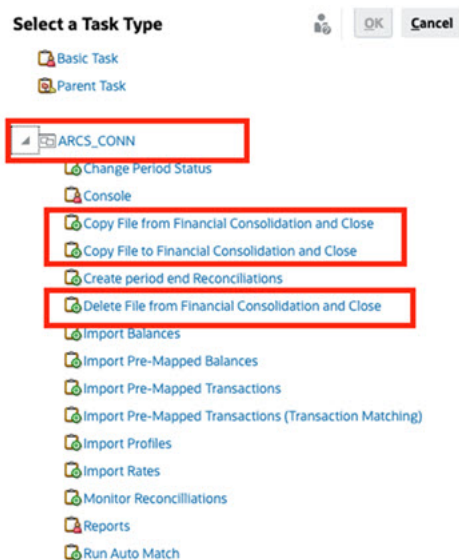 Select a Task Type
OK
Cancel
Basic Task
Parent Task
ARCS_CONN
Change Period Status
Console
Copy File from Financial Consolidation and Close
Copy File to Financial Consolidation and Close
Create period end Reconciliations
Delete File from Financial Consolidation and Close
Import Balances
Import Pre-Mapped Balances
Import Pre-Mapped Transactions
Import Pre-Mapped Transactions (Transaction Matching)
Import Profiles
Import Rates
Monitor Reconcilliations
Reports
Run Auto Match